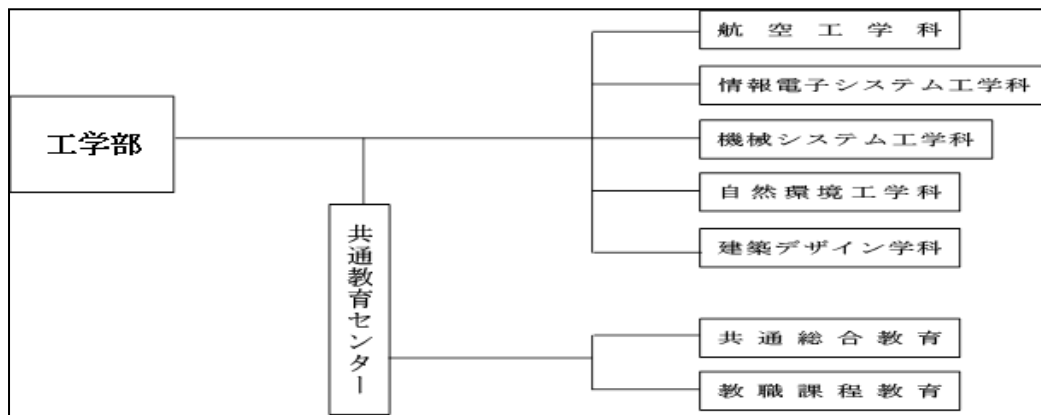 工学部
航空工学科
情報電子システム工学科
機械システム工学科
自然環境工学科
建築デザイン学科
共通教育センター
共通総合教育
教職課程教育